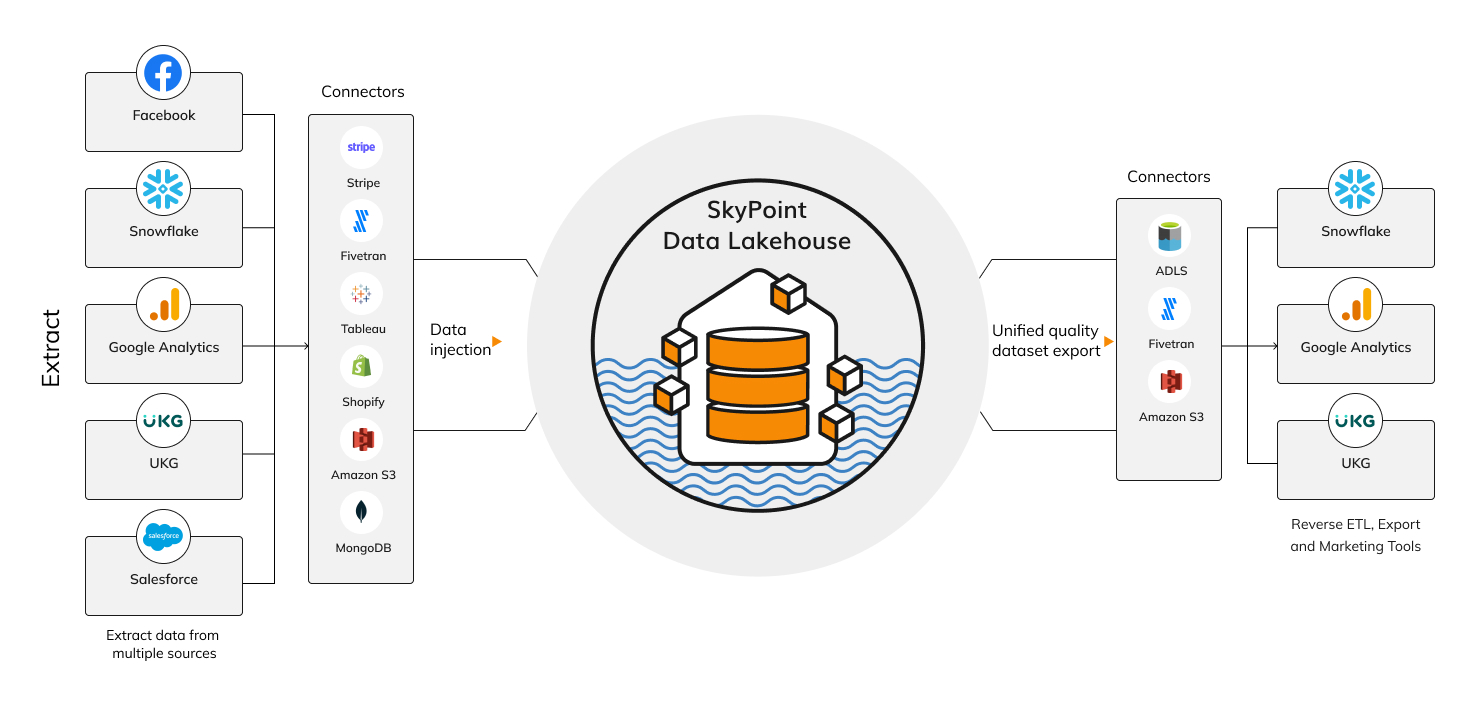 Extract
Facebook
Snowflake
Google Analytics
UKG
UKG
salesforce
Salesforce
Extract data from
multiple sources
Connectors
stripe
Stripe
Fivetran
Tableau
Shopify
Amazon S3
MongoDB
Data
injection
SkyPoint
Data Lakehouse
Unified quality
dataset export
Connectors
ADLS
Fivetran
Amazon S3
Snowflake
Google Analytics
UKG
UKG
Reverse ETL, Export
and Marketing Tools